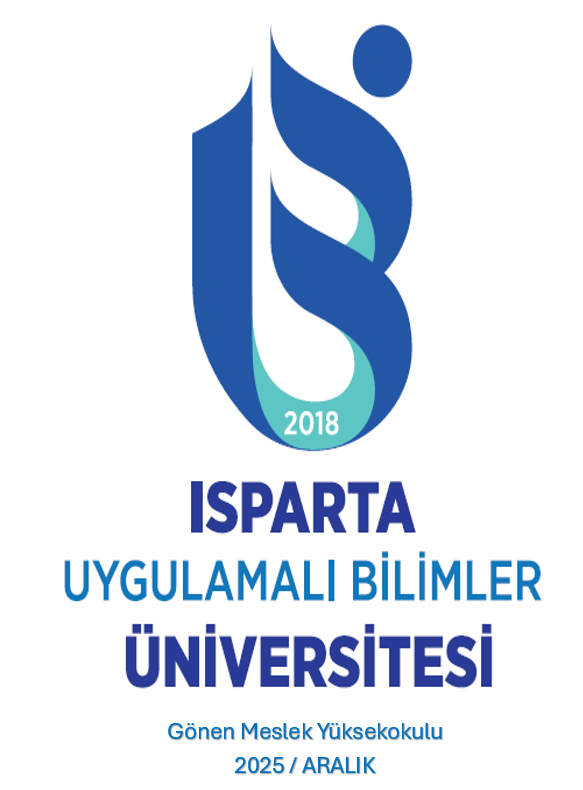 2018
ISPARTA
UYGULAMALI BİLİMLER
ÜNİVERSİTESİ
Gönen Meslek Yüksekokulu
2025 / ARALIK